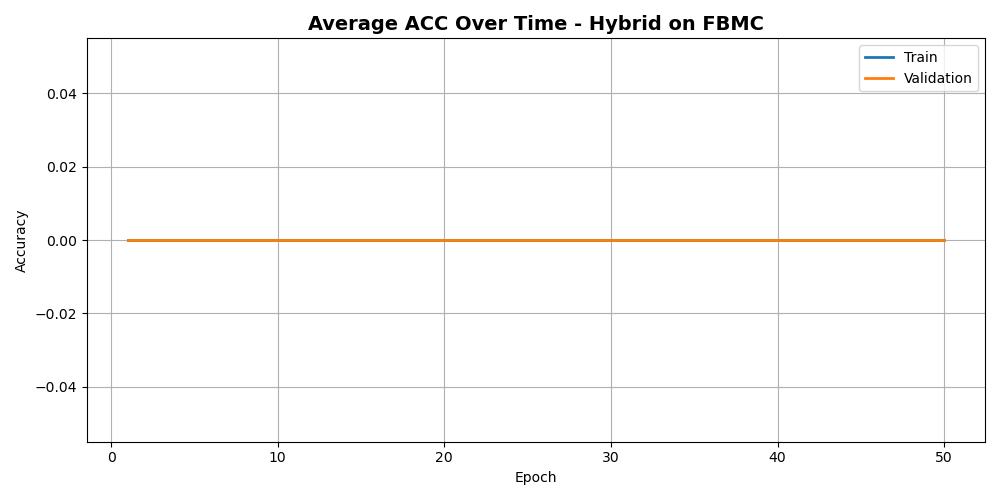 Average ACC Over Time - Hybrid on FBMC
Train
Validation
0.04
0.02
0.00
−0.02
−0.04
Accuracy
0 10 20 30 40 50
Epoch